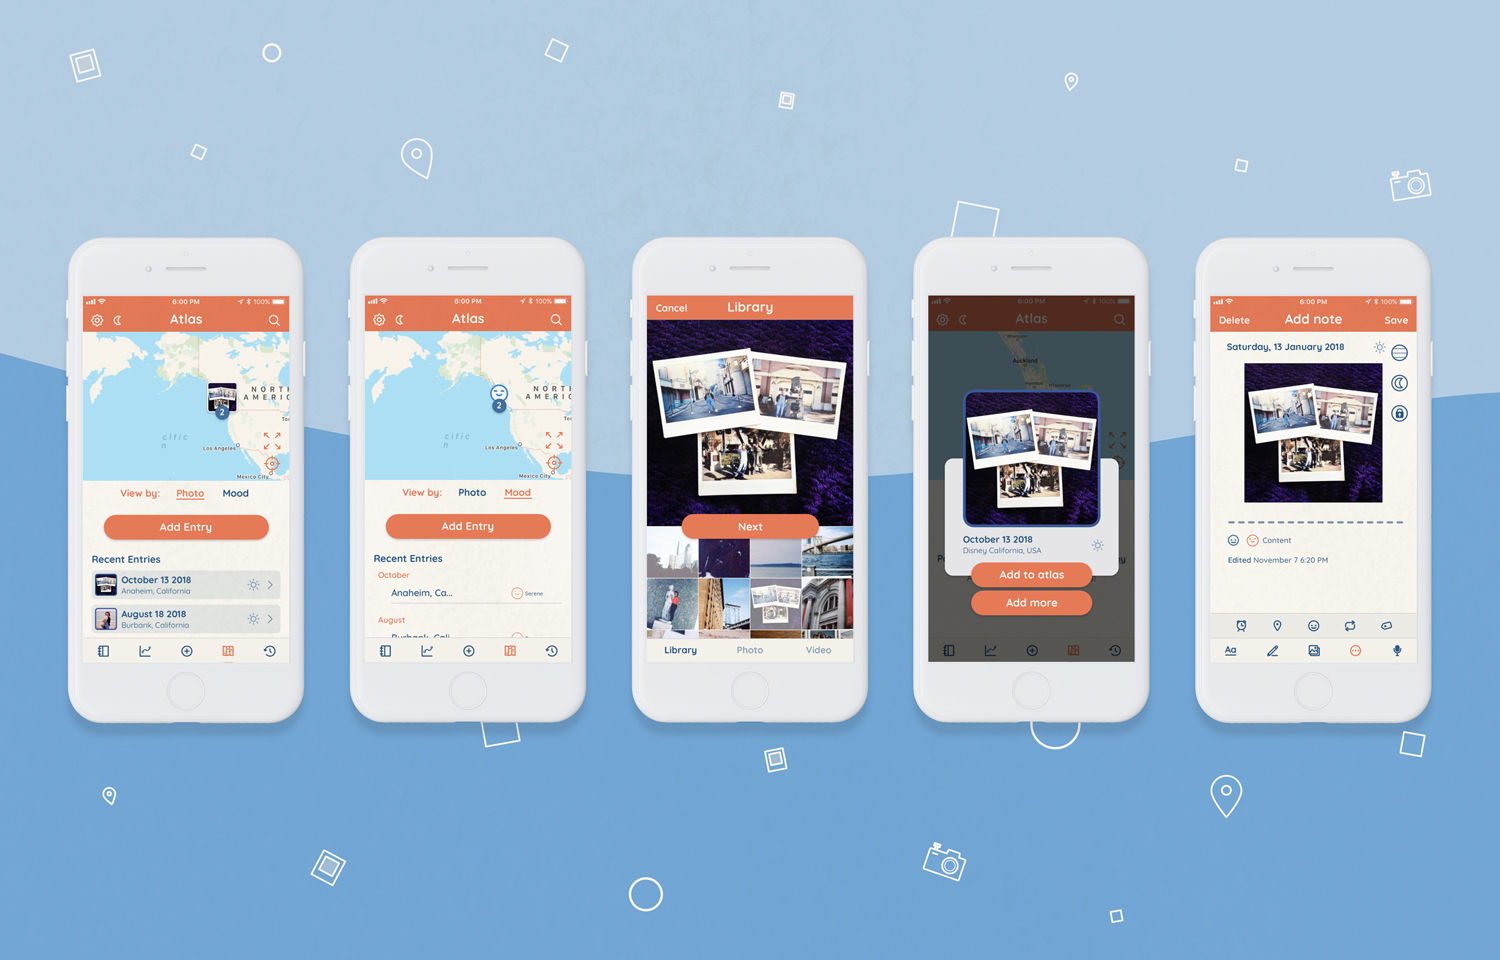 6:00 PM
100%
Atlas
NORTH
AMERIC
2
cific
Los Angeles
Mexico City
View by: Photo Mood
Add Entry
Recent Entries
October 13 2018
Anaheim, California
August 18 2018
Burbank, California
6:00 PM
100%
Atlas
NORTH
AMERIC
2
cific
Los Angeles
Mexico City
View by: Photo Mood
Add Entry
Recent Entries
October
Anaheim, Ca...
Serene
August
Burbank, Cali
Cancel Library
Next
Library Photo Video
6:00 PM
100%
Atlas
Auckland
October 13 2018
Disney California, USA
Add to atlas
Add more
6:00 PM
100%
Delete Add note Save
Saturday, 13 January 2018
Content
Edited November 7 6:20 PM
Aa